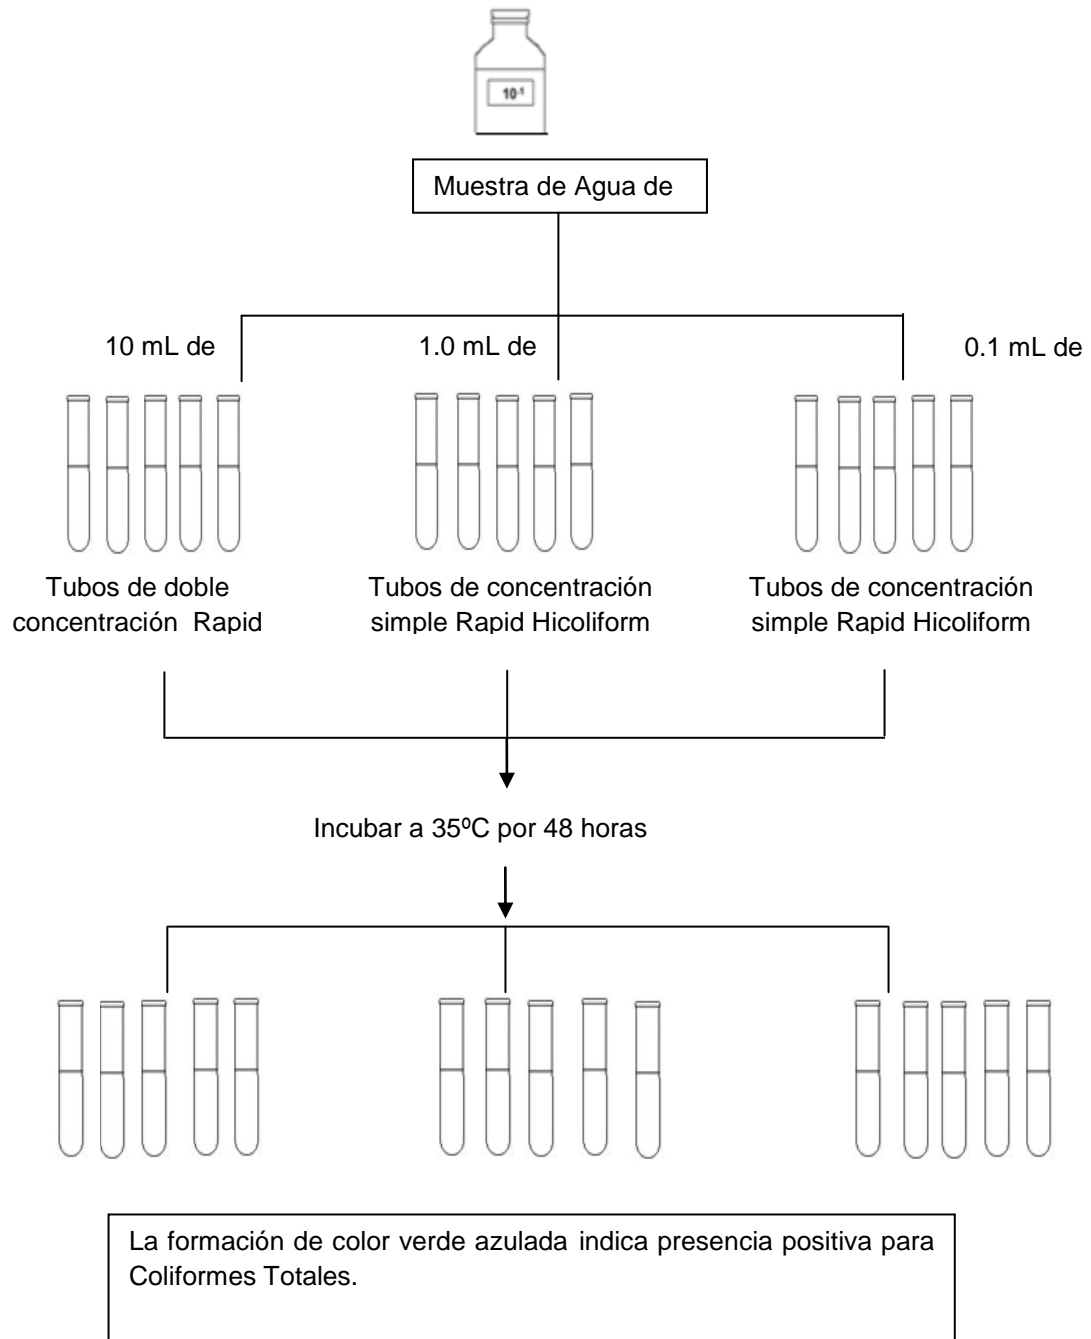 10⁻¹
Muestra de Agua de
10 mL de
1.0 mL de
0.1 mL de
Tubos de doble
concentración Rapid
Tubos de concentración
simple Rapid Hicoliform
Tubos de concentración
simple Rapid Hicoliform
Incubar a 35ºC por 48 horas
La formación de color verde azulada indica presencia positiva para
Coliformes Totales.